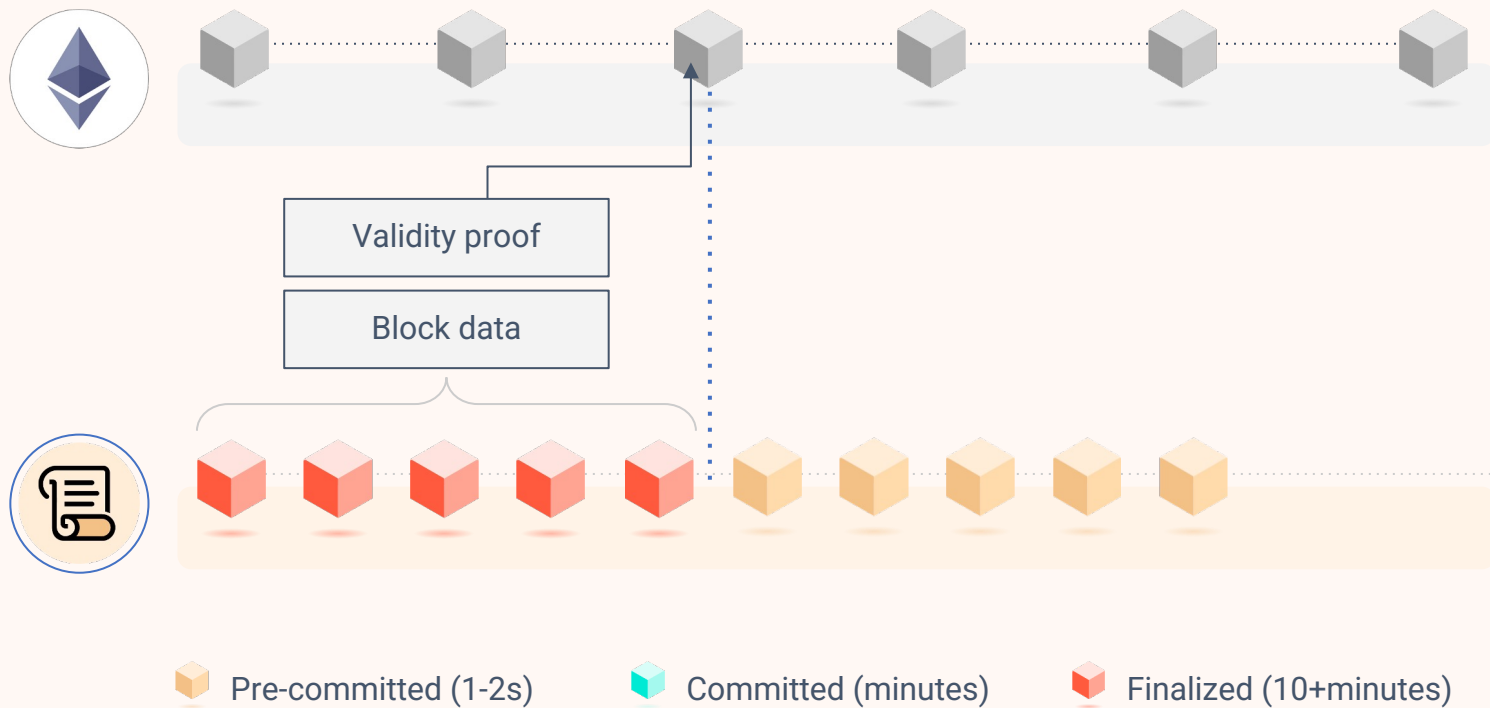 Validity proof
Block data
Pre-committed (1-2s)
Committed (minutes)
Finalized (10+minutes)